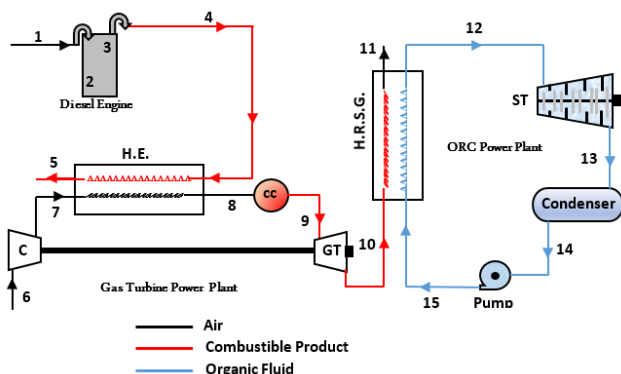 4
11
12
1
3
2
Diesel Engine
H.R.S.G.
ST
ORC Power Plant
13
H.E.
5
7
8
cc
9
Condenser
C
GT
10
14
6
Gas Turbine Power Plant
15
Pump
Air
Combustible Product
Organic Fluid